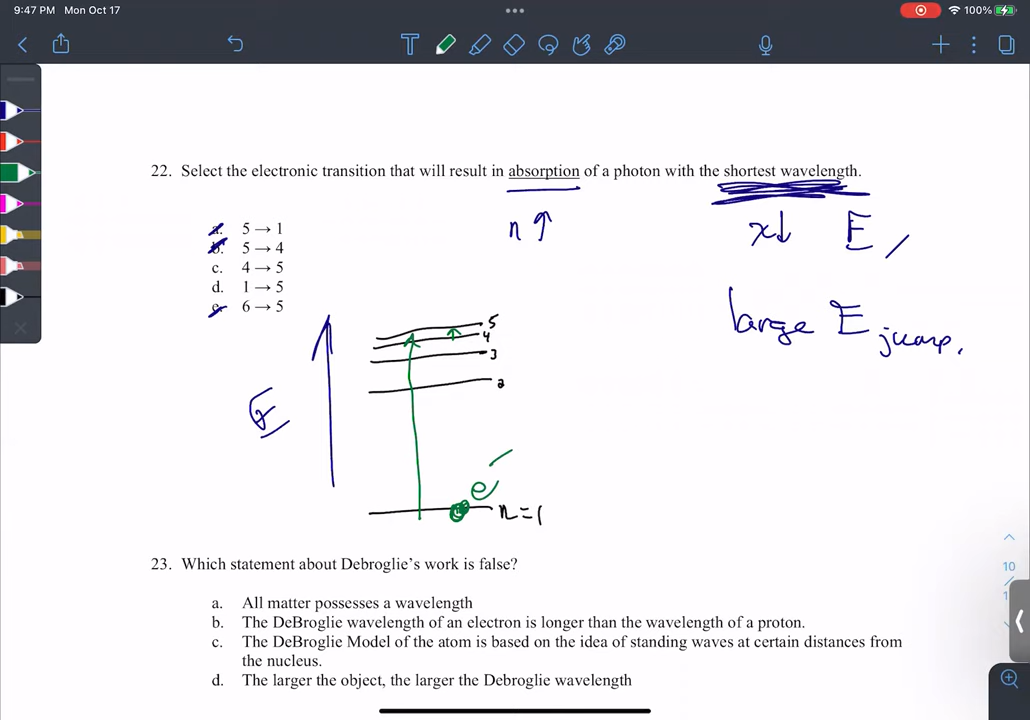 9:47 PM Mon Oct 17
100%
T
22. Select the electronic transition that will result in absorption of a photon with the shortest wavelength.
n ↑
λ↓ E
a. 5 → 1
b. 5 → 4
c. 4 → 5
d. 1 → 5
e. 6 → 5
large E jump.
5
4
3
2
E
e-
n=1
23. Which statement about Debroglie's work is false?
10
a. All matter possesses a wavelength
b. The DeBroglie wavelength of an electron is longer than the wavelength of a proton.
c. The DeBroglie Model of the atom is based on the idea of standing waves at certain distances from
the nucleus.
d. The larger the object, the larger the Debroglie wavelength